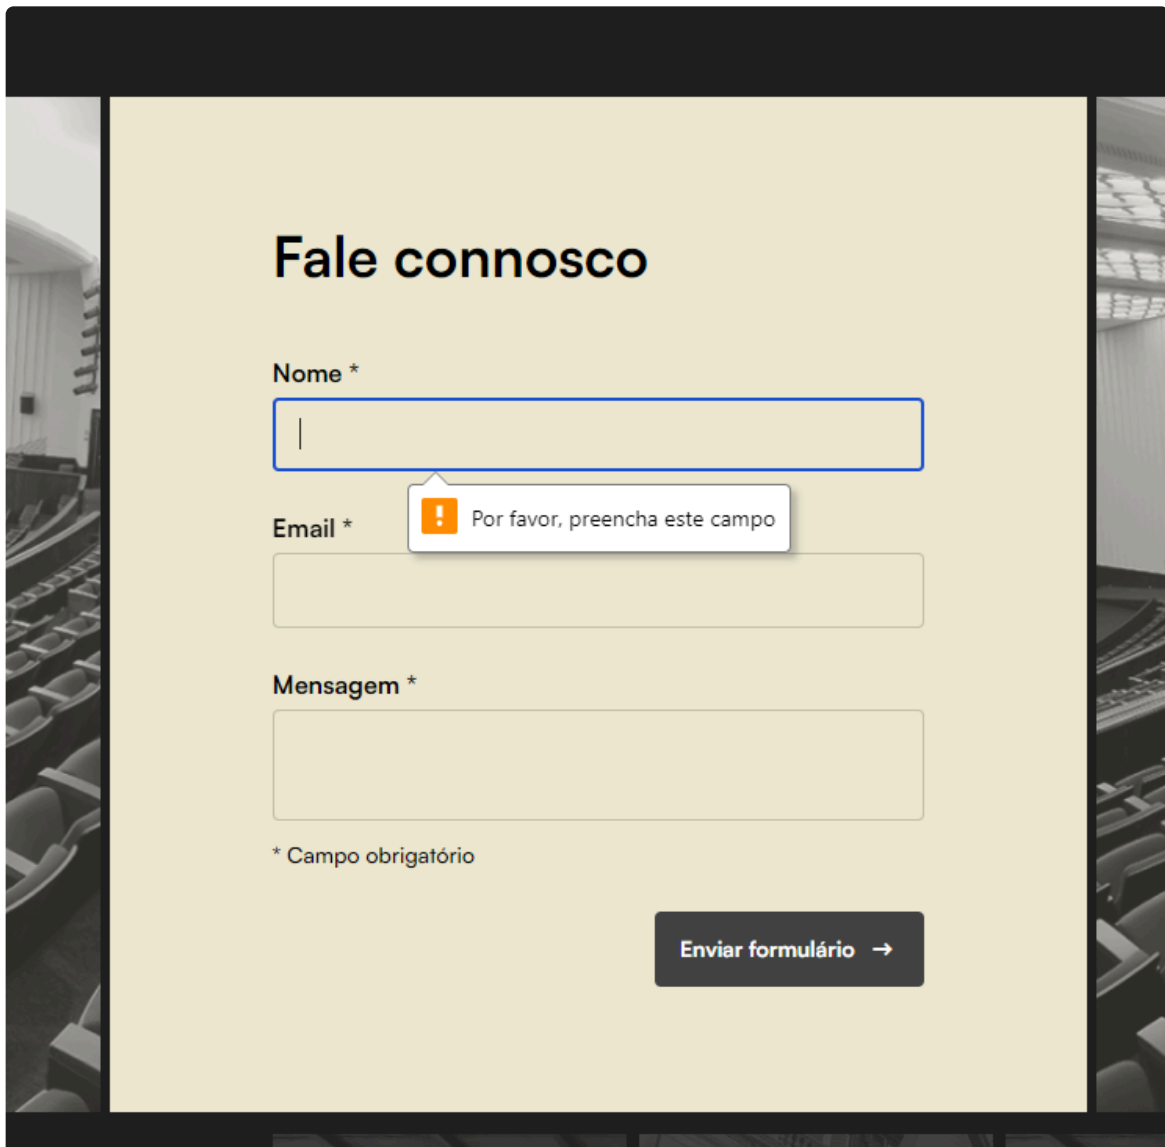 Fale connosco
Nome *
Por favor, preencha este campo
Email *
Mensagem *
* Campo obrigatório
Enviar formulário →